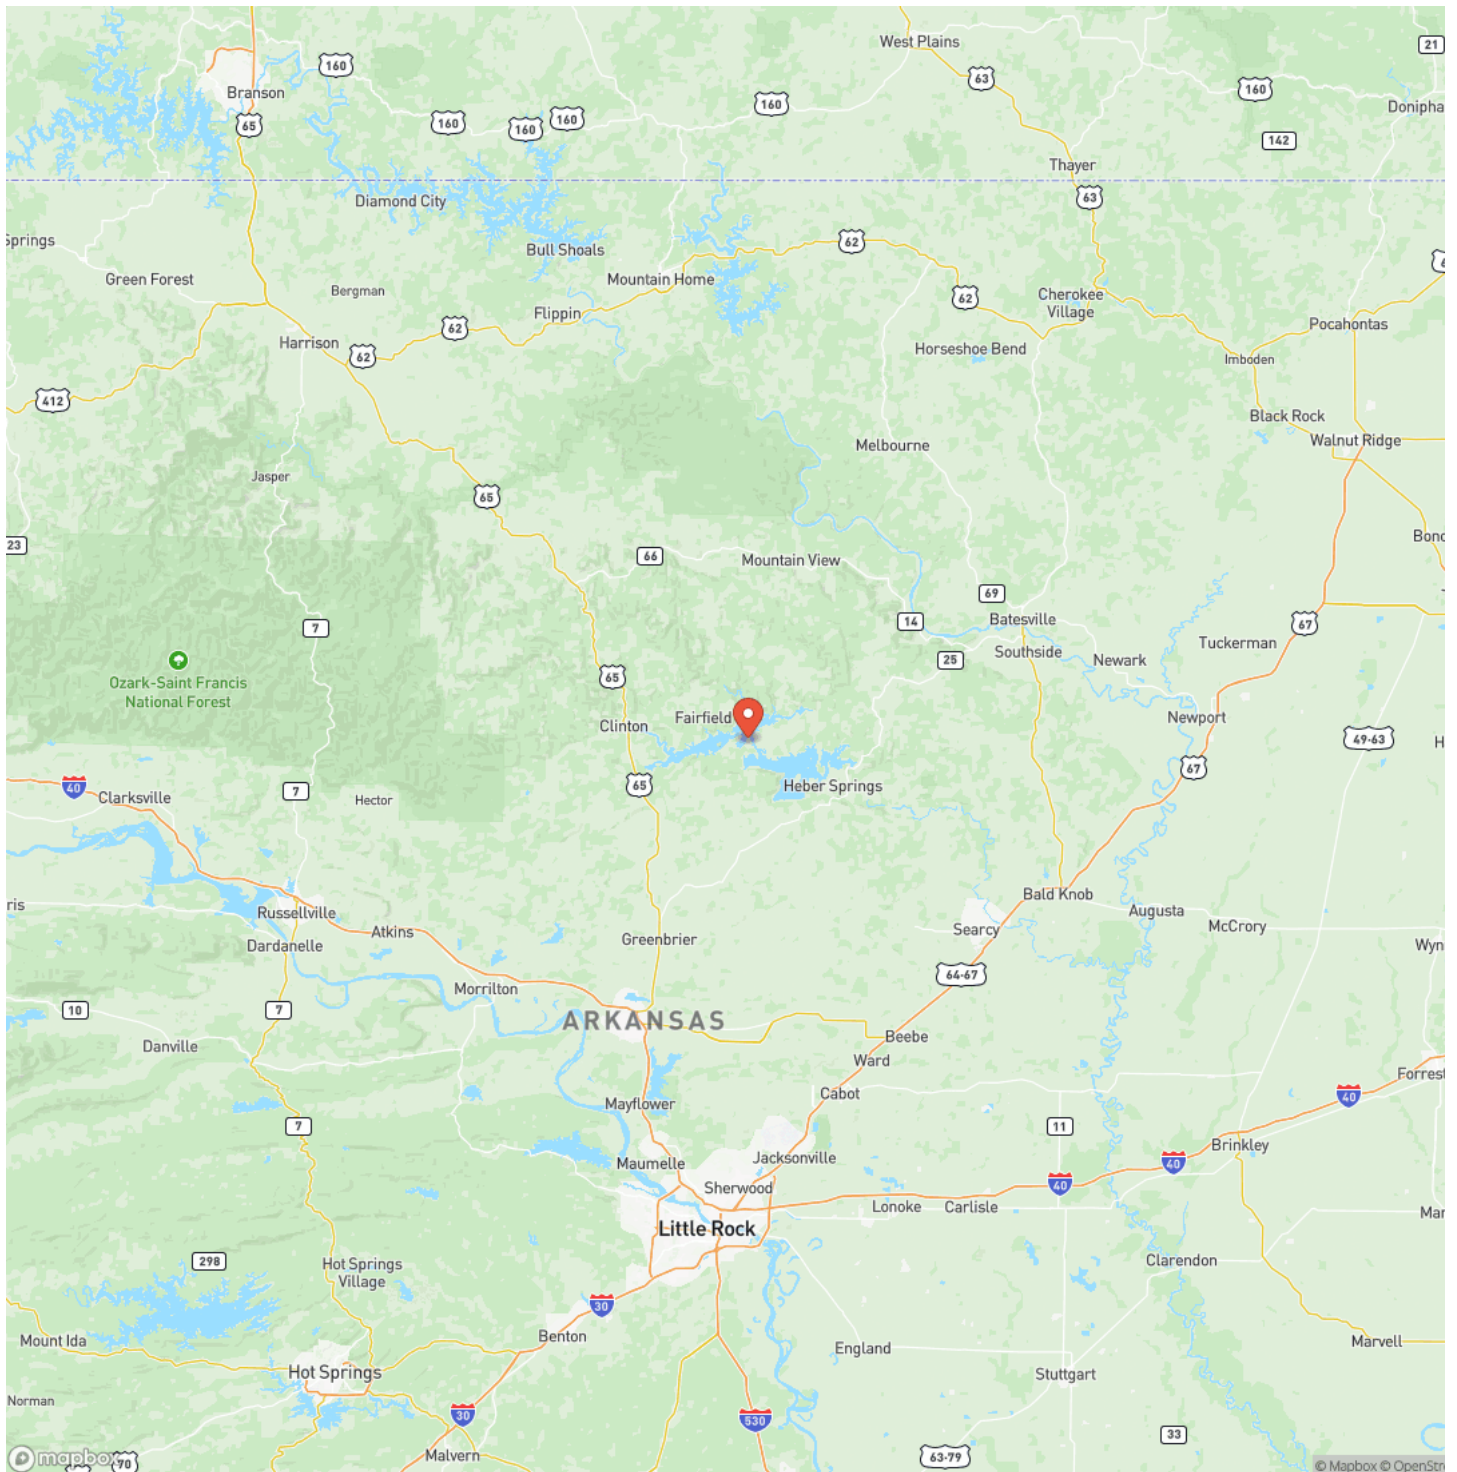 West Plains
21
160
63
160
Branson
160
Donipha
65
160
160
160
142
Thayer
63
Diamond City
Springs
62
Bull Shoals
Green Forest
Mountain Home
Bergman
62
Cherokee
Village
Flippin
62
Pocahontas
Harrison
62
Horseshoe Bend
Imboden
412
Black Rock
Melbourne
Walnut Ridge
Jasper
65
23
Bono
66
Mountain View
69
7
14
Batesville
67
Tuckerman
Southside
25
Newark
Ozark-Saint Francis
National Forest
65
Fairfield
Clinton
Newport
49-63
H
67
40
65
Heber Springs
7
Clarksville
Hector
Bald Knob
ris
Russellville
Augusta
Atkins
McCrory
Searcy
Dardanelle
Greenbrier
Wyn
64-67
Morrilton
10
7
ARKANSAS
Danville
Beebe
Ward
Forrest
Cabot
40
Mayflower
7
11
Brinkley
Maumelle
Jacksonville
40
Sherwood
40
Lonoke
Carlisle
Mar
Little Rock
298
Hot Springs
Village
Clarendon
30
Benton
Mount Ida
England
Marvell
Hot Springs
Stuttgart
Norman
30
530
33
Malvern
63-79
mapbox
70
© Mapbox © OpenStr